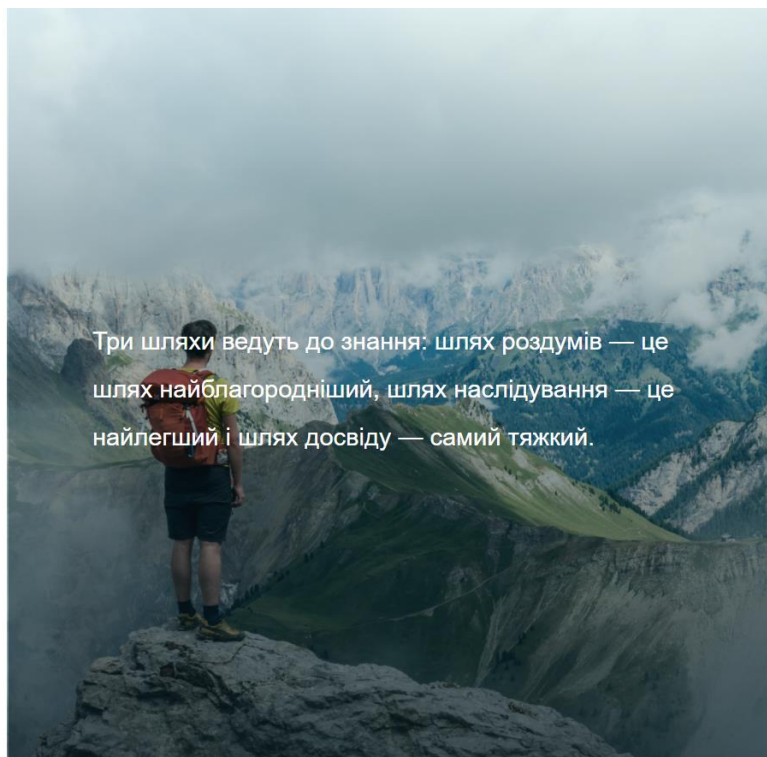 Три шляхи ведуть до знання: шлях роздумів — це
шлях найблагородніший, шлях наслідування — це
найлегший і шлях досвіду — самий тяжкий.